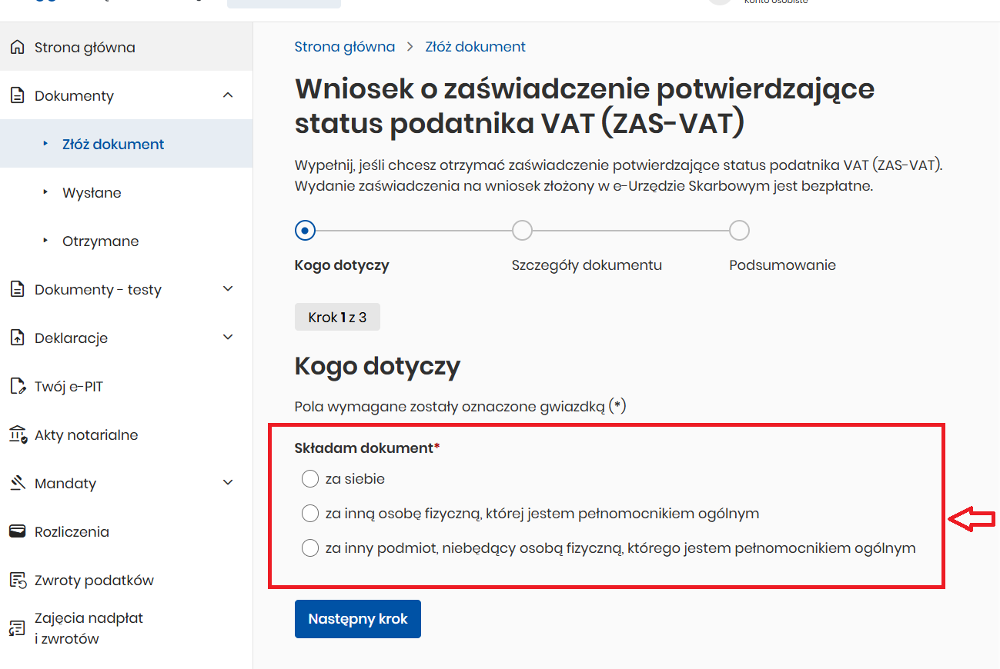 Konto osobiste
Strona główna
Dokumenty
Złóż dokument
Wysłane
Otrzymane
Dokumenty - testy
Deklaracje
Twój e-PIT
Akty notarialne
Mandaty
Rozliczenia
Zwroty podatków
Zajęcia nadpłat
i zwrotów
Strona główna > Złóż dokument
Wniosek o zaświadczenie potwierdzające
status podatnika VAT (ZAS-VAT)
Wypełnij, jeśli chcesz otrzymać zaświadczenie potwierdzające status podatnika VAT (ZAS-VAT).
Wydanie zaświadczenia na wniosek złożony w e-Urzędzie Skarbowym jest bezpłatne.
Kogo dotyczy
Szczegóły dokumentu
Podsumowanie
Krok 1 z 3
Kogo dotyczy
Pola wymagane zostały oznaczone gwiazdką (*)
Składam dokument*
za siebie
za inną osobę fizyczną, której jestem pełnomocnikiem ogólnym
za inny podmiot, niebędący osobą fizyczną, którego jestem pełnomocnikiem ogólnym
Następny krok